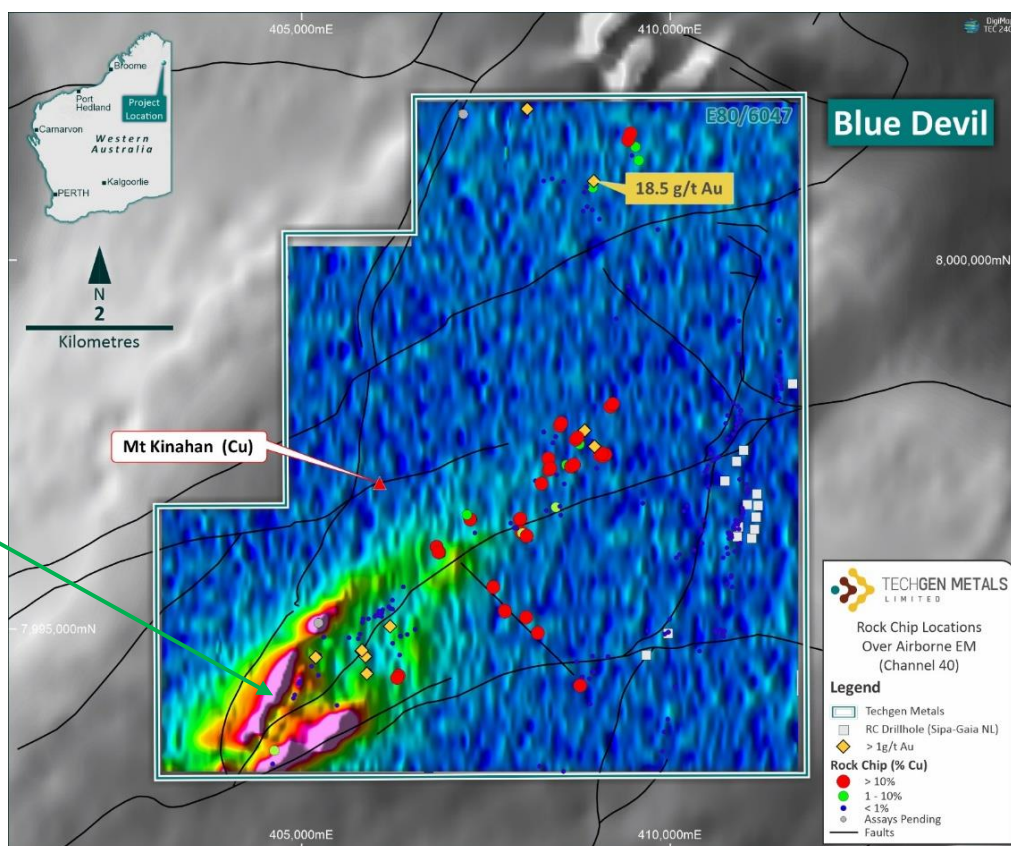 405,000mE
410,000mE
DigiMap
TEC 240
Broome
Port
Hedland
Project
Location
Carnarvon
Western
Australia
Kalgoorlie
PERTH
N
2
Kilometres
E80/6047
Blue Devil
18.5 g/t Au
8,000,000mN
Mt Kinahan (Cu)
7,995,000mN
TECHGEN METALS
LIMITED
Rock Chip Locations
Over Airborne EM
(Channel 40)
Legend
Techgen Metals
RC Drillhole (Sipa-Gaia NL)
> 1g/t Au
Rock Chip (% Cu)
> 10%
1 - 10%
< 1%
Assays Pending
Faults
405,000mE
410,000mE